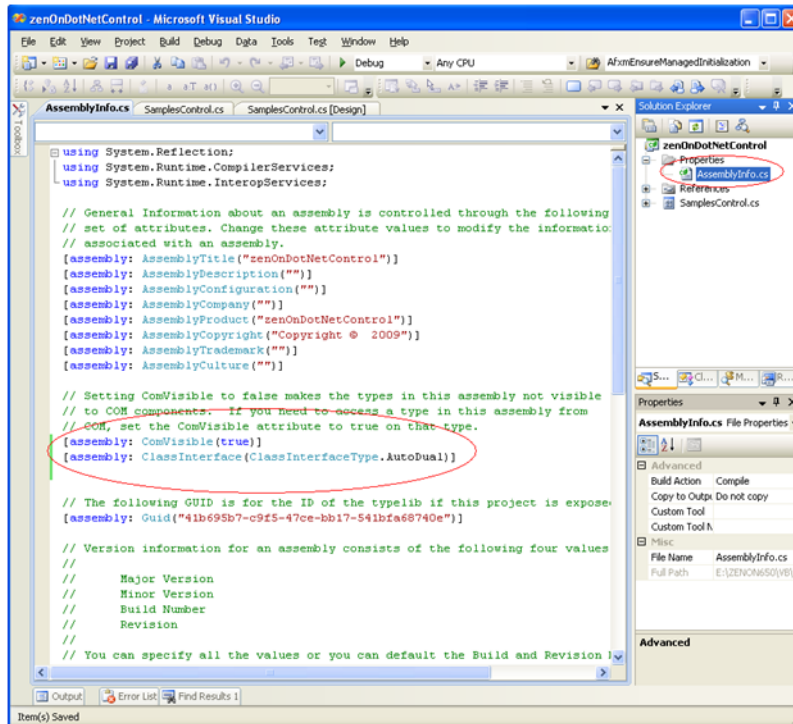 zenOnDotNetControl - Microsoft Visual Studio
File Edit View Project Build Debug Data Tools Test Window Help
Debug Any CPU AfxmEnsureManagedInitialization
AssemblyInfo.cs SamplesControl.cs SamplesControl.cs [Design]
Toolbox
using System.Reflection;
using System.Runtime.CompilerServices;
using System.Runtime.InteropServices;
// General Information about an assembly is controlled through the following
// set of attributes. Change these attribute values to modify the informatio
// associated with an assembly.
[assembly: AssemblyTitle("zenOnDotNetControl")]
[assembly: AssemblyDescription("")]
[assembly: AssemblyConfiguration("")]
[assembly: AssemblyCompany("")]
[assembly: AssemblyProduct("zenOnDotNetControl")]
[assembly: AssemblyCopyright("Copyright © 2009")]
[assembly: AssemblyTrademark("")]
[assembly: AssemblyCulture("")]
// Setting ComVisible to false makes the types in this assembly not visible
// to COM components. If you need to access a type in this assembly from
// COM, set the ComVisible attribute to true on that type.
[assembly: ComVisible(true)]
[assembly: ClassInterface(ClassInterfaceType.AutoDual)]
// The following GUID is for the ID of the typelib if this project is expose
[assembly: Guid("41b695b7-c9f5-47ce-bb17-541bfa68740e")]
// Version information for an assembly consists of the following four values
//
// Major Version
// Minor Version
// Build Number
// Revision
//
// You can specify all the values or you can default the Build and Revision
Solution Explorer
zenOnDotNetControl
Properties
AssemblyInfo.cs
References
SamplesControl.cs
S... Cl... M... R...
Properties
AssemblyInfo.cs File Properties
Advanced
Build Action Compile
Copy to Outpu Do not copy
Custom Tool
Custom Tool N
Misc
File Name AssemblyInfo.cs
Full Path E:\ZENON650\VB\
Advanced
Output Error List Find Results 1
Item(s) Saved